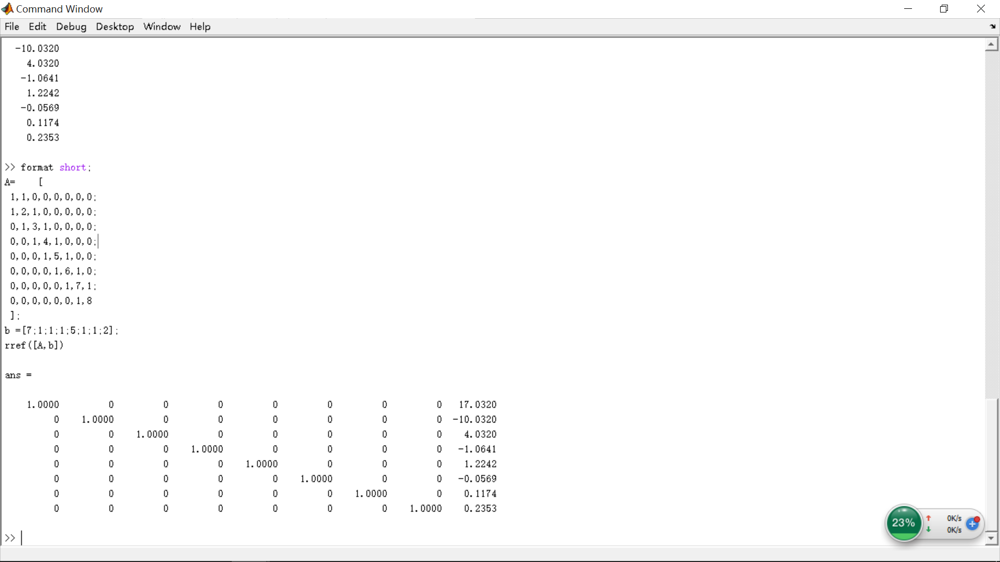 Command Window
File Edit Debug Desktop Window Help
-10.0320
4.0320
-1.0641
1.2242
-0.0569
0.1174
0.2353
>> format short;
A= [
1,1,0,0,0,0,0,0;
1,2,1,0,0,0,0,0;
0,1,3,1,0,0,0,0;
0,0,1,4,1,0,0,0;
0,0,0,1,5,1,0,0;
0,0,0,0,1,6,1,0;
0,0,0,0,0,1,7,1;
0,0,0,0,0,0,1,8
];
b =[7;1;1;1;5;1;1;2];
rref([A,b])
ans =
1.0000 0 0 0 0 0 0 0 17.0320
0 1.0000 0 0 0 0 0 0 -10.0320
0 0 1.0000 0 0 0 0 0 4.0320
0 0 0 1.0000 0 0 0 0 -1.0641
0 0 0 0 1.0000 0 0 0 1.2242
0 0 0 0 0 1.0000 0 0 -0.0569
0 0 0 0 0 0 1.0000 0 0.1174
0 0 0 0 0 0 0 1.0000 0.2353
>>
23%
0K/s
0K/s